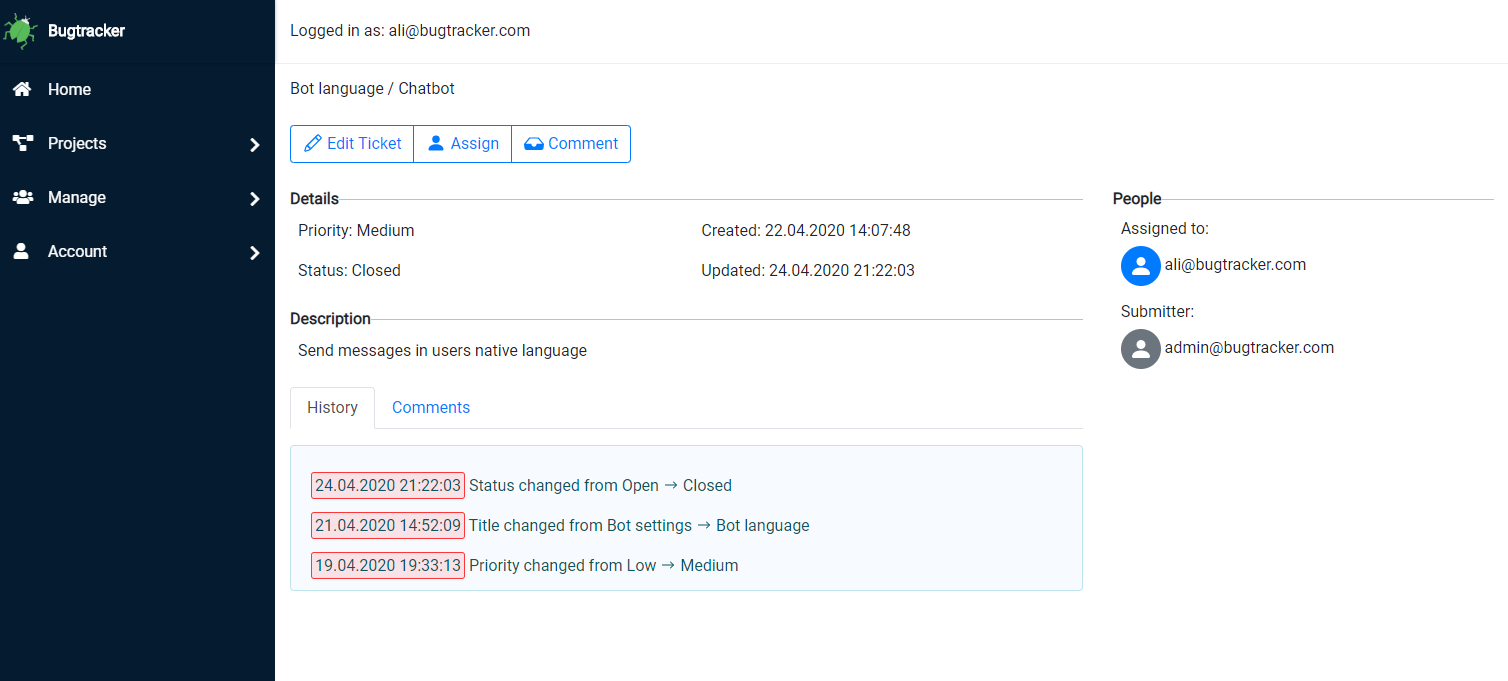 Bugtracker
Logged in as: ali@bugtracker.com
Home
Projects
Manage
Account
Bot language / Chatbot
Edit Ticket
Assign
Comment
Details
Priority: Medium
Created: 22.04.2020 14:07:48
Status: Closed
Updated: 24.04.2020 21:22:03
Description
Send messages in users native language
People
Assigned to:
ali@bugtracker.com
Submitter:
admin@bugtracker.com
History
Comments
24.04.2020 21:22:03 Status changed from Open → Closed
21.04.2020 14:52:09 Title changed from Bot settings → Bot language
19.04.2020 19:33:13 Priority changed from Low → Medium